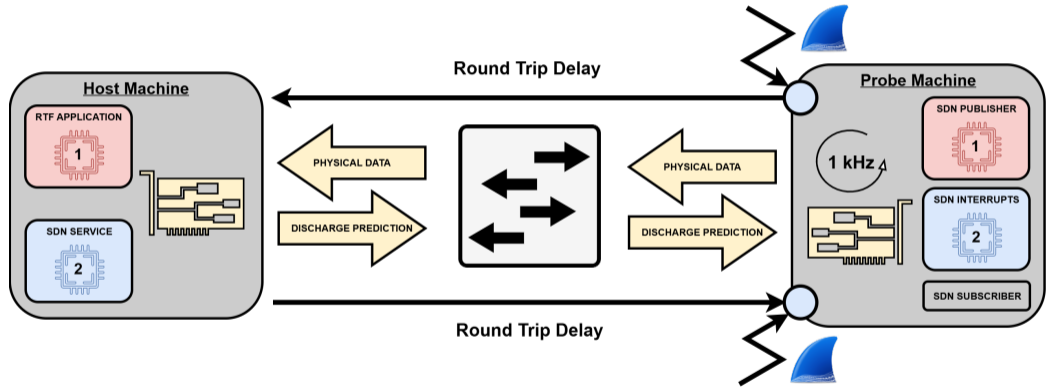 Round Trip Delay
Host Machine
RTF APPLICATION
1
SDN SERVICE
2
PHYSICAL DATA
DISCHARGE PREDICTION
PHYSICAL DATA
DISCHARGE PREDICTION
Probe Machine
1 kHz
SDN PUBLISHER
1
SDN INTERRUPTS
2
SDN SUBSCRIBER
Round Trip Delay